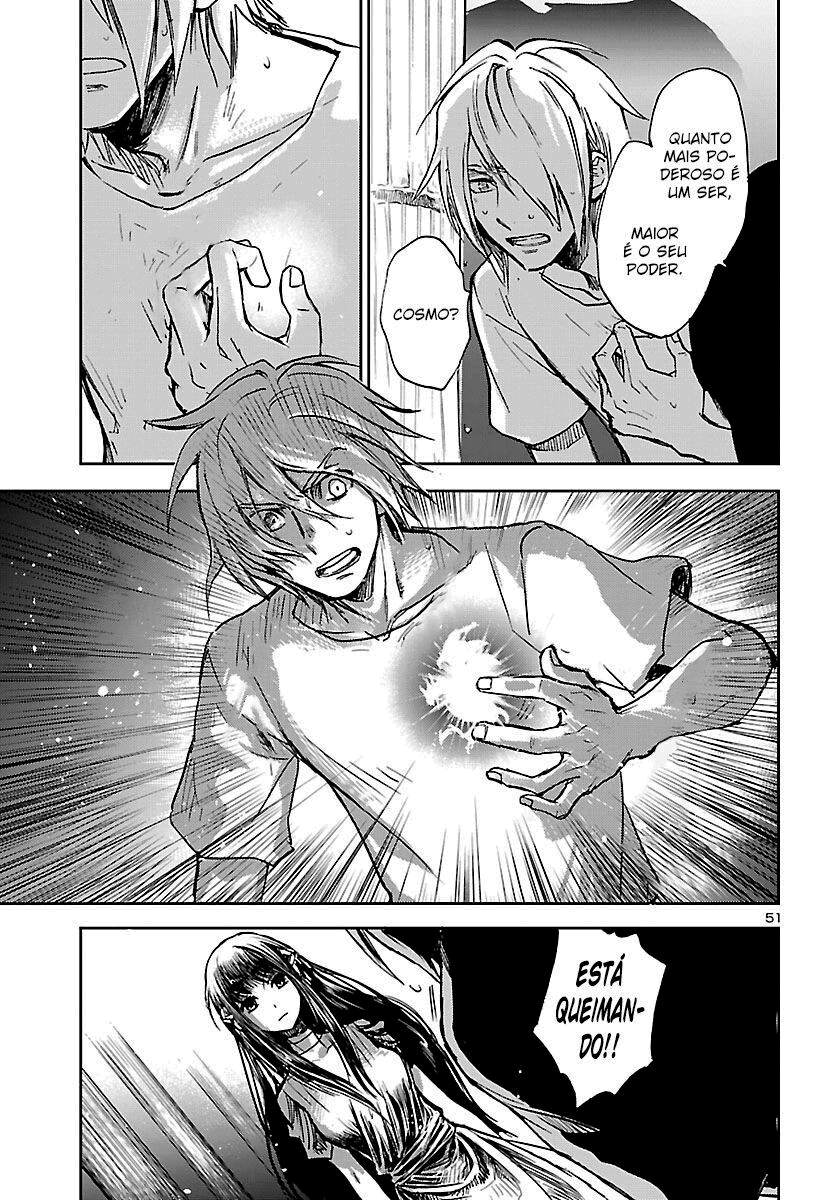 QUANTO
MAIS PO-
DEROSO É
UM SER,
MAIOR
É O SEU
PODER.
COSMO?
51
ESTÁ
QUEIMAN-
DO!!